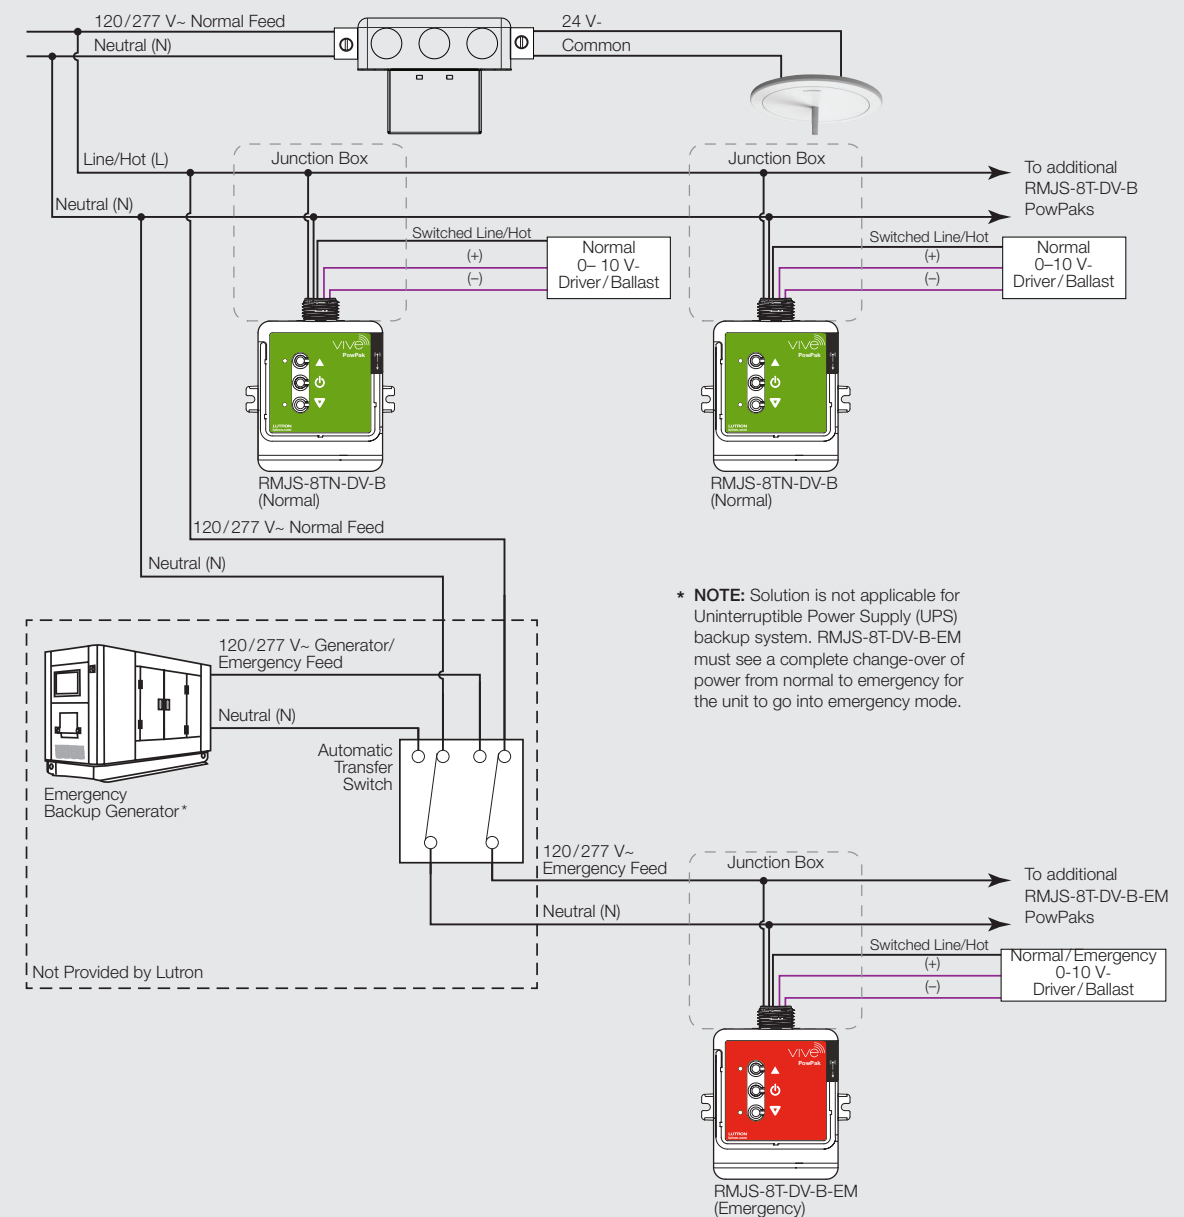 120/277 V~ Normal Feed
Neutral (N)
24 V-
Common
Line/Hot (L)
Junction Box
Junction Box
To additional
RMJS-8T-DV-B
PowPaks
Neutral (N)
Switched Line/Hot
(+)
(–)
Normal
0– 10 V-
Driver/Ballast
Switched Line/Hot
(+)
(–)
Normal
0–10 V-
Driver/Ballast
VIVE
PowPak
LUTRON
VIVE
PowPak
LUTRON
RMJS-8TN-DV-B
(Normal)
RMJS-8TN-DV-B
(Normal)
120/277 V~ Normal Feed
Neutral (N)
* NOTE: Solution is not applicable for
Uninterruptible Power Supply (UPS)
backup system. RMJS-8T-DV-B-EM
must see a complete change-over of
power from normal to emergency for
the unit to go into emergency mode.
120/277 V~ Generator/
Emergency Feed
Neutral (N)
Automatic
Transfer
Switch
Emergency
Backup Generator*
120/277 V~
Emergency Feed
Junction Box
To additional
RMJS-8T-DV-B-EM
PowPaks
Neutral (N)
Switched Line/Hot
(+)
(–)
Normal/Emergency
0-10 V-
Driver/Ballast
Not Provided by Lutron
VIVE
PowPak
LUTRON
RMJS-8T-DV-B-EM
(Emergency)